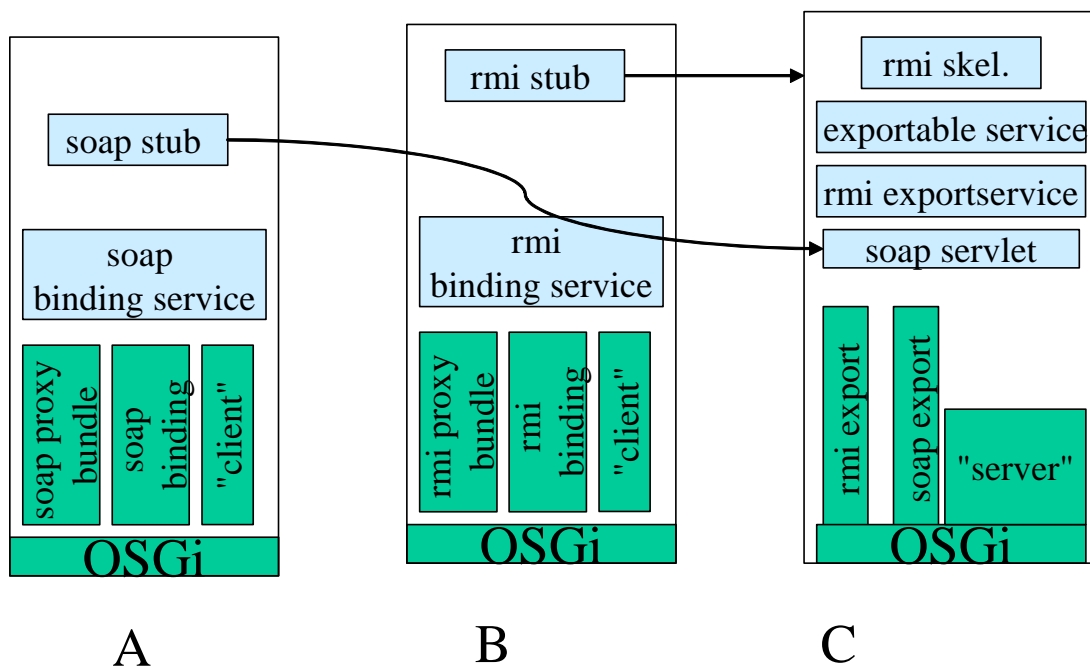 soap stub
soap
binding service
soap proxy
bundle
soap
binding
"client"
OSGi
A
rmi stub
rmi
binding service
rmi proxy
bundle
rmi
binding
"client"
OSGi
B
rmi skel.
exportable service
rmi exportservice
soap servlet
rmi export
soap export
"server"
OSGi
C